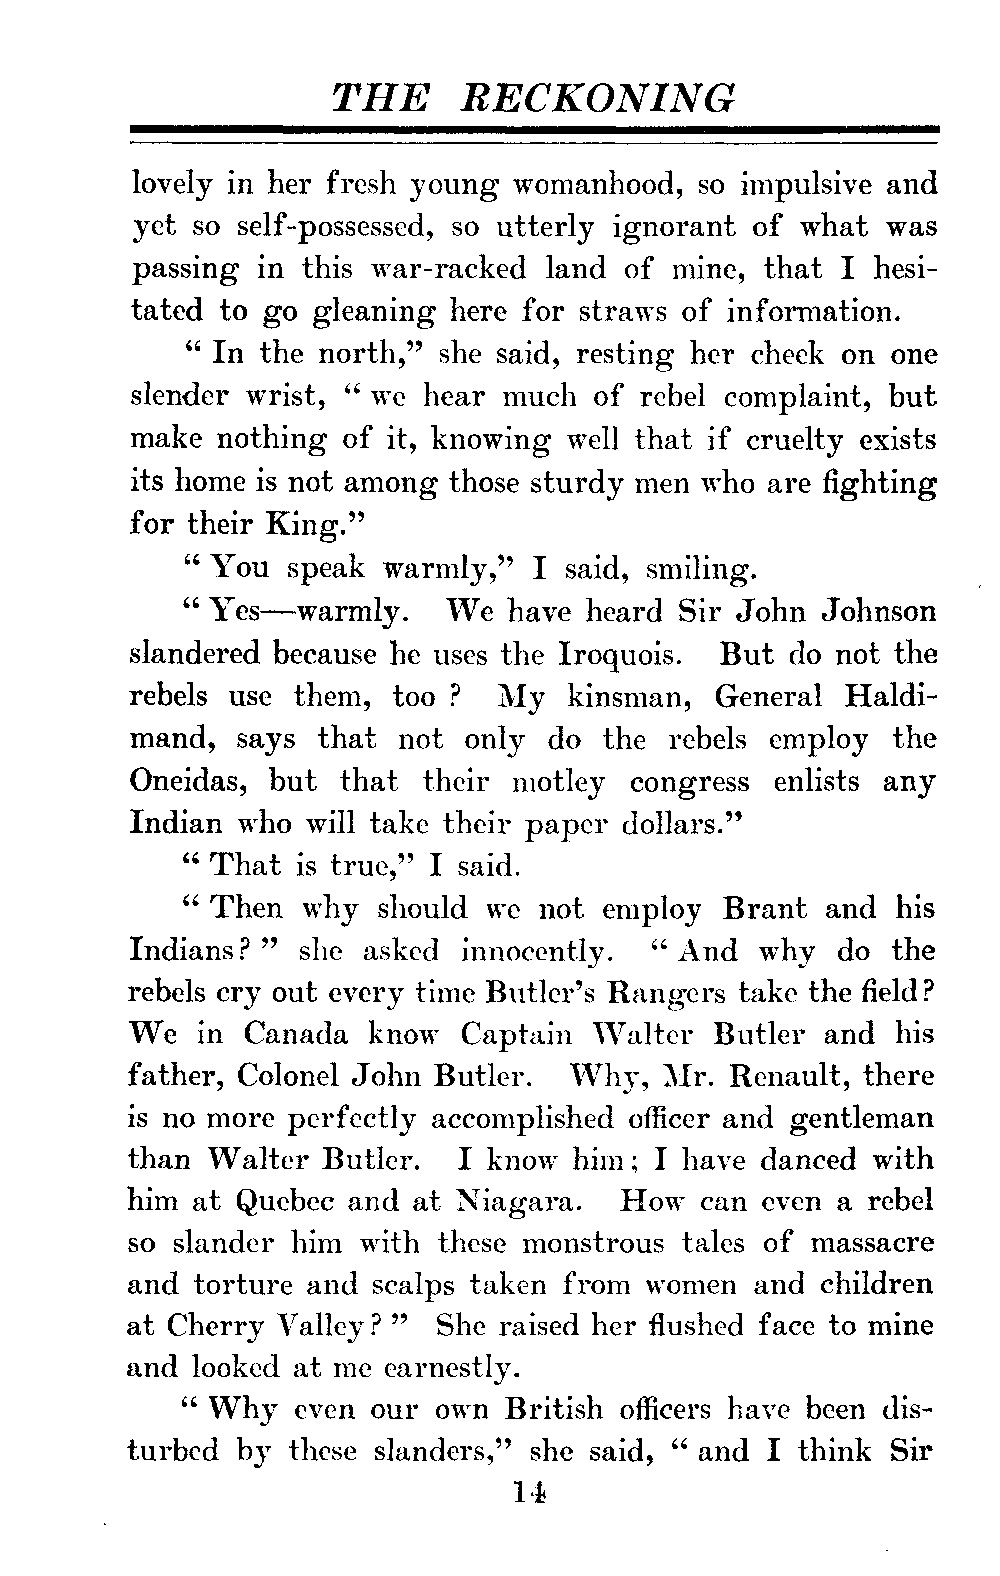 THE RECKONING
lovely in her fresh young womanhood, so impulsive and
yet so self-possessed, so utterly ignorant of what was
passing in this war-racked land of mine, that I hesi-
tated to go gleaning here for straws of information.
“ In the north,” she said, resting her cheek on one
slender wrist, “ we hear much of rebel complaint, but
make nothing of it, knowing well that if cruelty exists
its home is not among those sturdy men who are fighting
for their King.”
“ You speak warmly,” I said, smiling.
“ Yes—warmly. We have heard Sir John Johnson
slandered because he uses the Iroquois. But do not the
rebels use them, too ? My kinsman, General Haldi-
mand, says that not only do the rebels employ the
Oneidas, but that their motley congress enlists any
Indian who will take their paper dollars.”
“ That is true,” I said.
“ Then why should we not employ Brant and his
Indians? ” she asked innocently. “ And why do the
rebels cry out every time Butler’s Rangers take the field?
We in Canada know Captain Walter Butler and his
father, Colonel John Butler. Why, Mr. Renault, there
is no more perfectly accomplished officer and gentleman
than Walter Butler. I know him; I have danced with
him at Quebec and at Niagara. How can even a rebel
so slander him with these monstrous tales of massacre
and torture and scalps taken from women and children
at Cherry Valley? ” She raised her flushed face to mine
and looked at me earnestly.
“ Why even our own British officers have been dis-
turbed by these slanders,” she said, “ and I think Sir
14